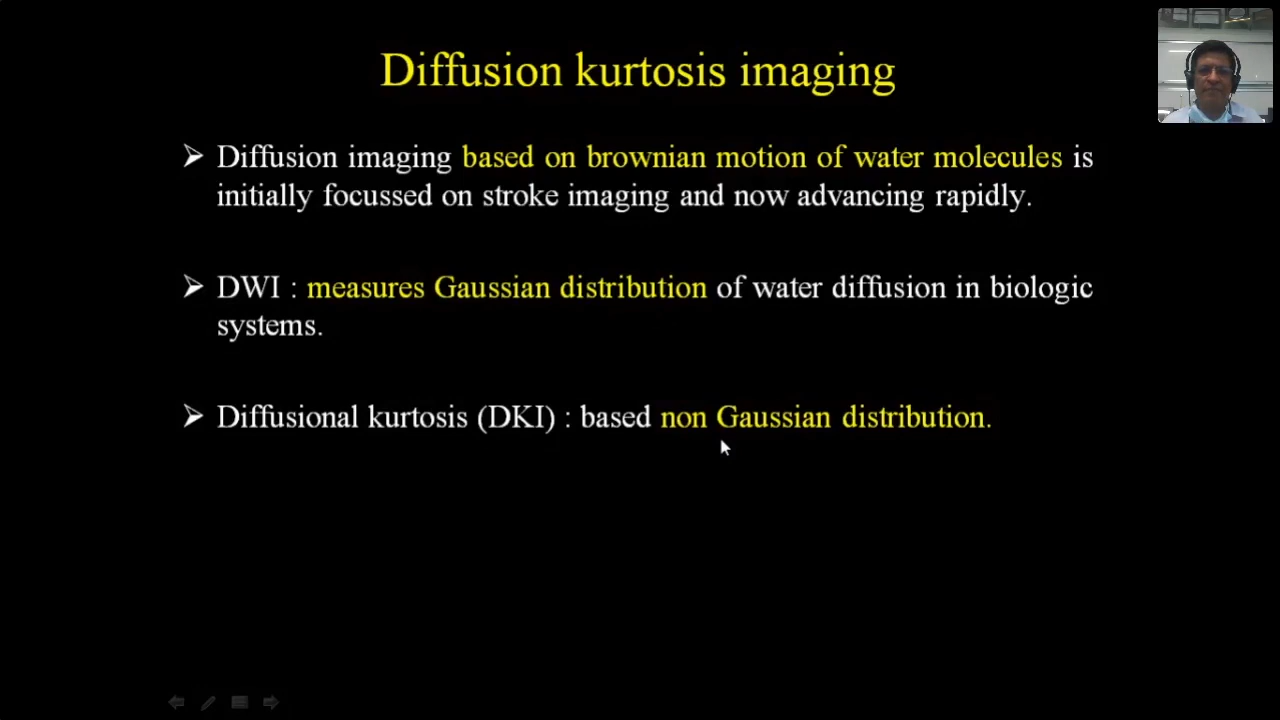 Diffusion kurtosis imaging
Diffusion imaging based on brownian motion of water molecules is
initially focussed on stroke imaging and now advancing rapidly.
DWI : measures Gaussian distribution of water diffusion in biologic
systems.
Diffusional kurtosis (DKI) : based non Gaussian distribution.